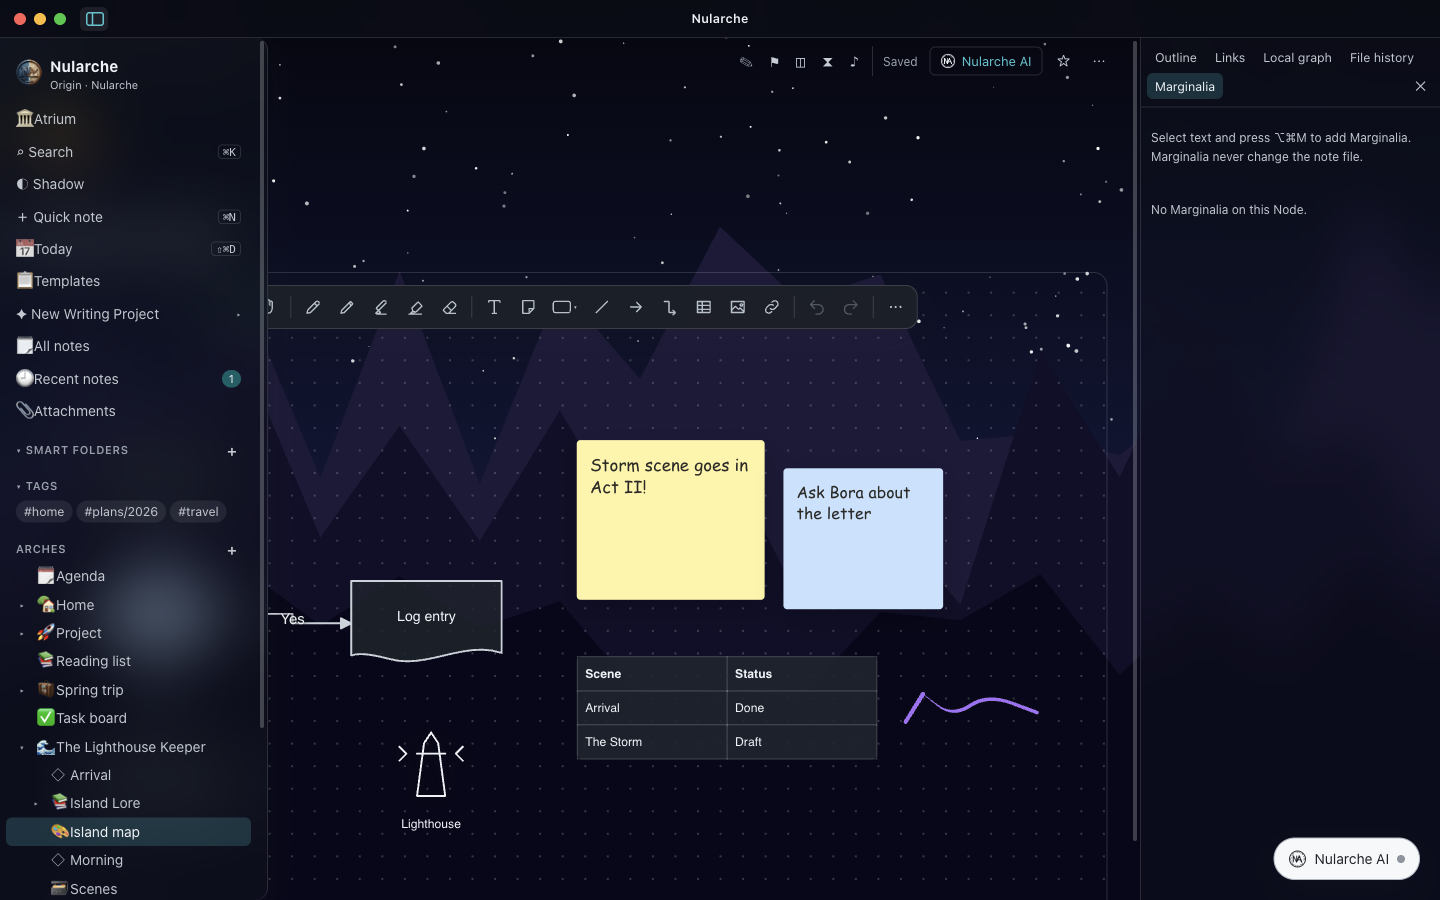 Nularche
Nularche
Origin · Nularche
Atrium
Search ⌘K
Shadow
Quick note ⌘N
Today ⇧⌘D
Templates
New Writing Project
All notes
Recent notes 1
Attachments
SMART FOLDERS
TAGS
#home #plans/2026 #travel
ARCHES
Agenda
Home
Project
Reading list
Spring trip
Task board
The Lighthouse Keeper
Arrival
Island Lore
Island map
Morning
Scenes
Saved
Nularche AI
Storm scene goes in
Act II!
Ask Bora about
the letter
Yes
Log entry
Scene Status
Arrival Done
The Storm Draft
Lighthouse
Outline Links Local graph File history
Marginalia
Select text and press ⌥⌘M to add Marginalia.
Marginalia never change the note file.
No Marginalia on this Node.
Nularche AI